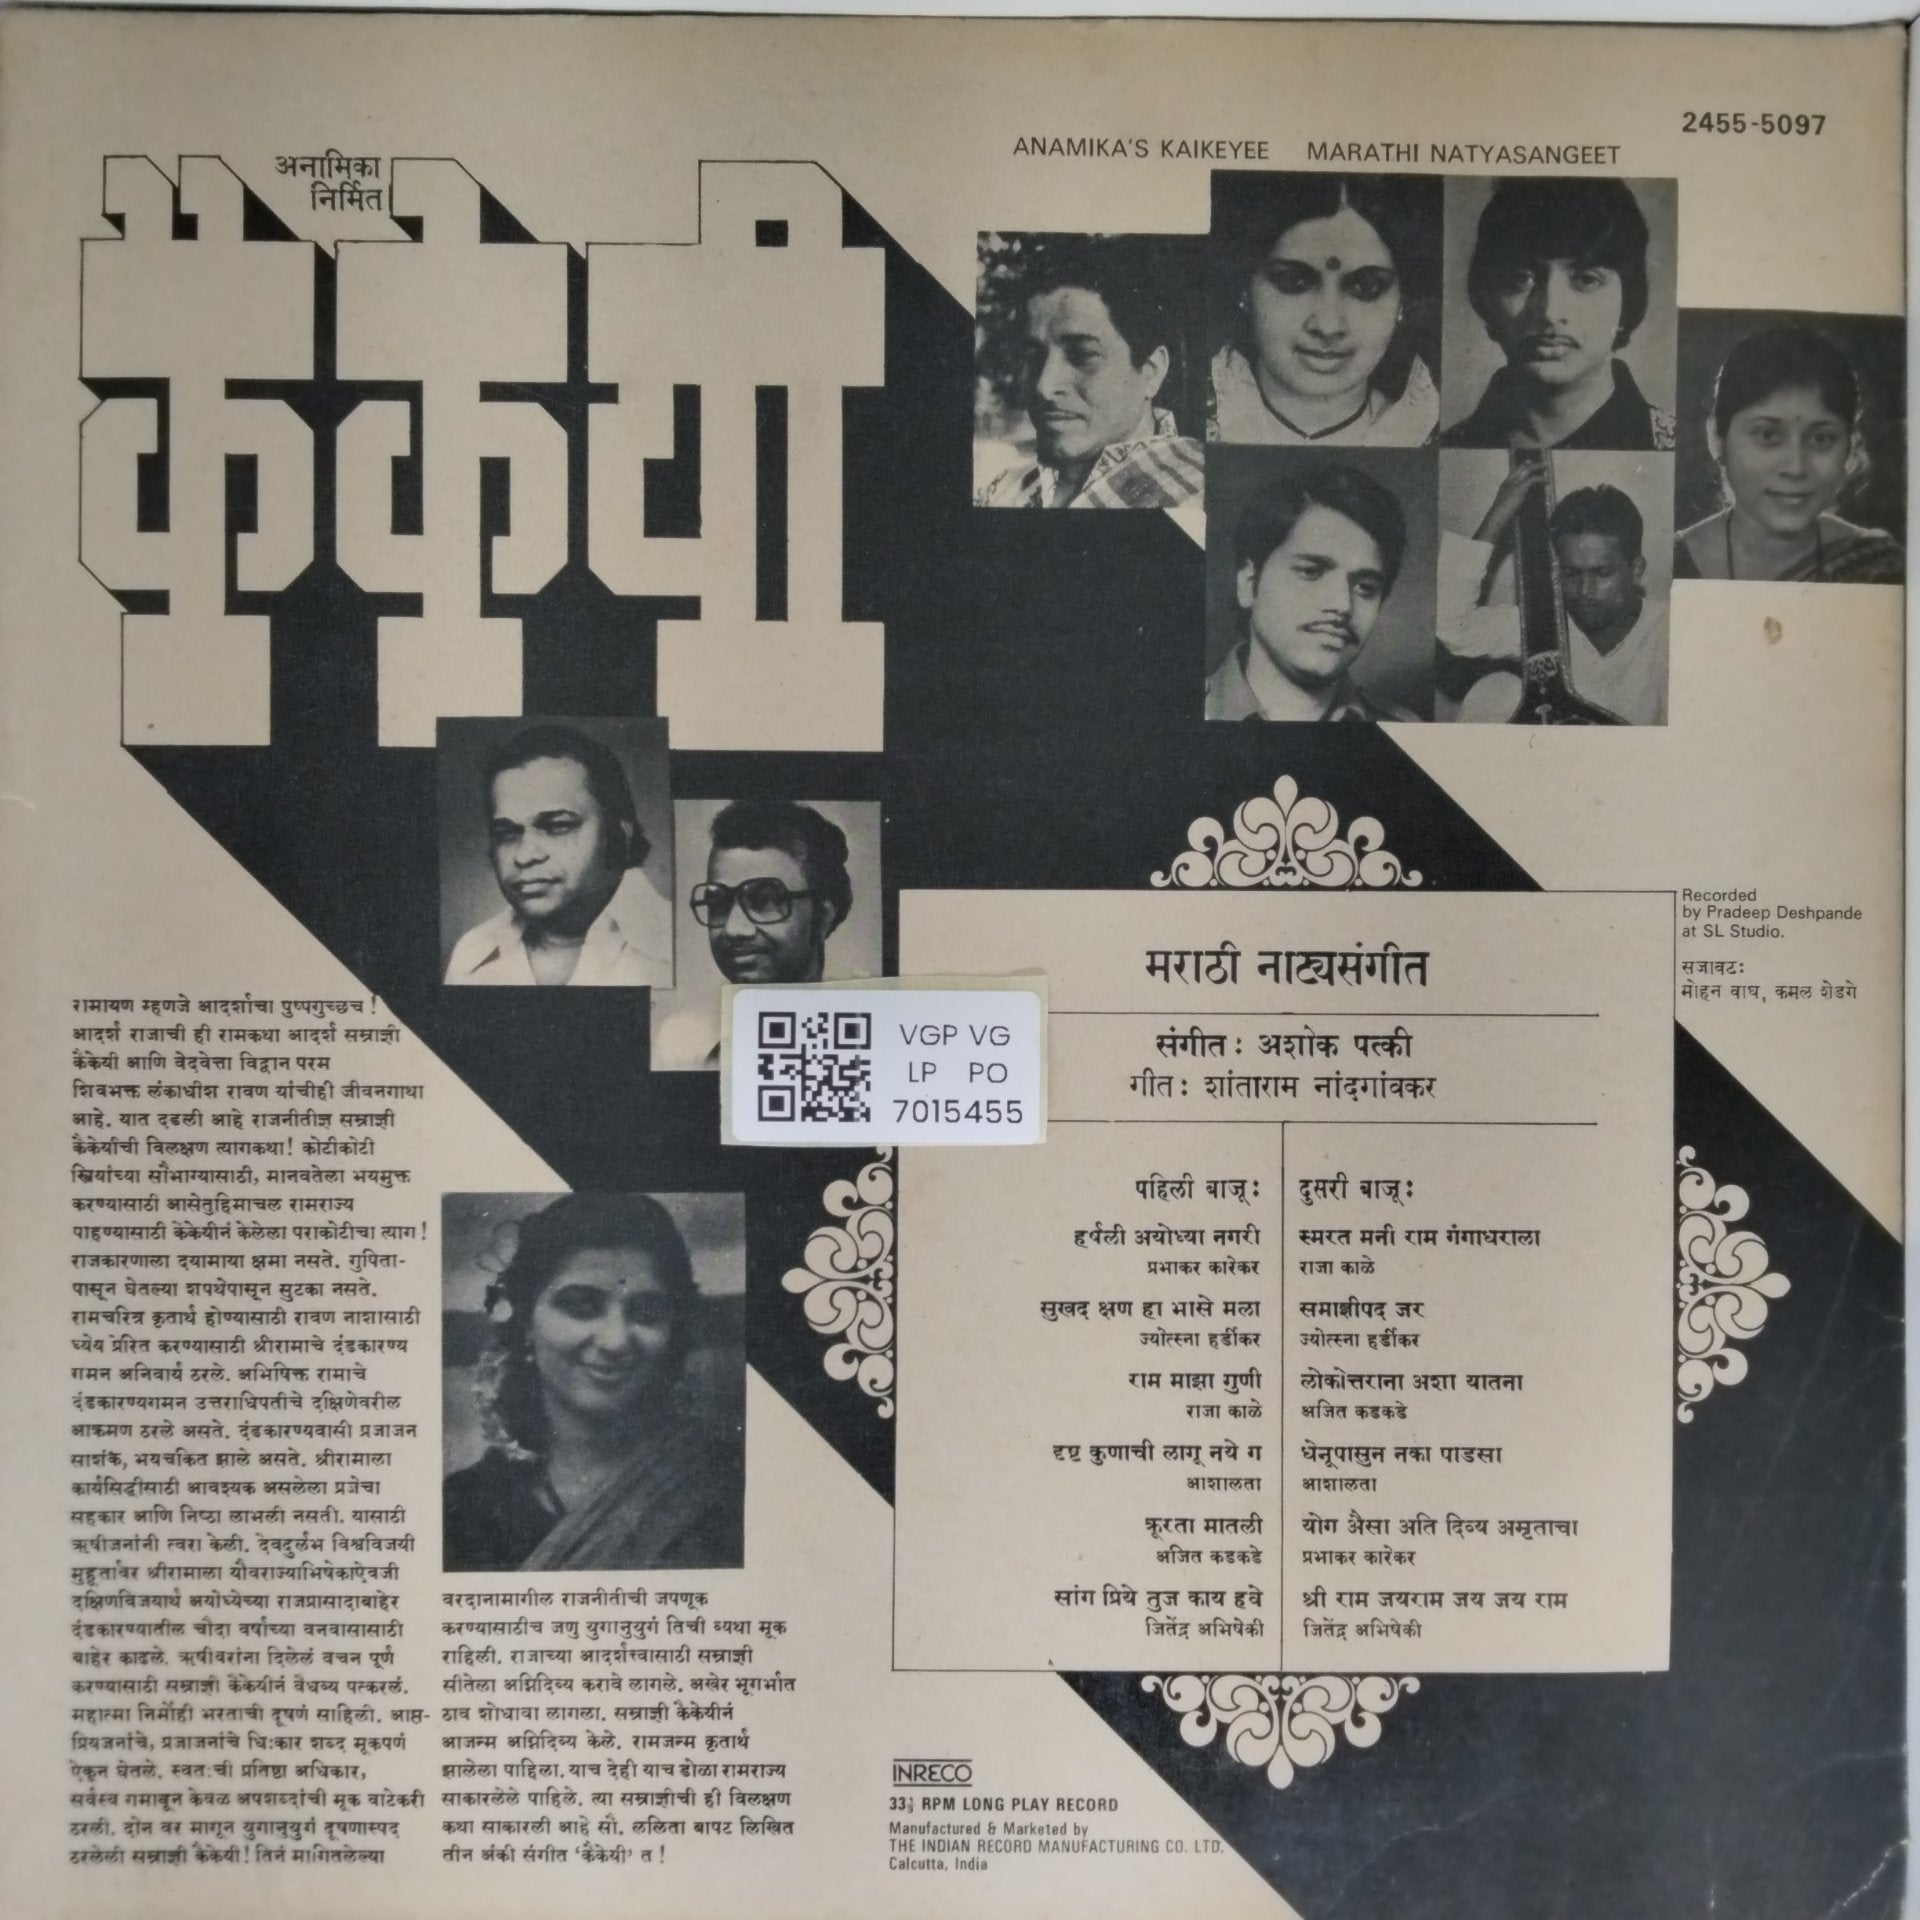 2455-5097
ANAMIKA'S KAIKEYEE MARATHI NATYASANGEET
अनामिका
निर्मित
कैकेयी
Recorded
by Pradeep Deshpande
at SL Studio.
सजावट:
मोहन वाघ, कमल शेडगे
VGP VG
LP PO
7015455
मराठी नाट्यसंगीत
संगीत: अशोक पत्की
गीत: शांताराम नांदगांवकर
पहिली बाजू:
हर्षली अयोध्या नगरी
प्रभाकर कारेकर
सुखद क्षण हा भासे मला
ज्योत्स्ना हर्डीकर
राम माझा गुणी
राजा काळे
दृष्ट कुणाची लागू नये ग
आशालता
क्रूरता मातली
अजित कडकडे
सांग प्रिये तुज काय हवे
जितेंद्र अभिषेकी
दुसरी बाजू:
स्मरत मनी राम गंगाधराला
राजा काळे
समाज्ञीपद जर
ज्योत्स्ना हर्डीकर
लोकोत्तराना अशा यातना
अजित कडकडे
धेनूपासुन नका पाडसा
आशालता
योग असा अति दिव्य अमृताचा
प्रभाकर कारेकर
श्री राम जयराम जय जय राम
जितेंद्र अभिषेकी
रामायण म्हणजे आदर्शाचा पुष्पगुच्छच !
आदर्श राजाची ही रामकथा आदर्श सम्राज्ञी
कैकेयी आणि वेदवेत्ता विद्वान परम
शिवभक्त लंकाधीश रावण यांचीही जीवनगाथा
आहे. यात दडली आहे राजनीतीज्ञ सम्राज्ञी
कैकेयीची विलक्षण त्यागकथा! कोटीकोटी
स्त्रियांच्या सौभाग्यासाठी, मानवतेला भयमुक्त
करण्यासाठी आसेतुहिमाचल रामराज्य
पाहण्यासाठी कैकेयीनं केलेला पराकोटीचा त्याग!
राजकारणाला दयामाया क्षमा नसते. गुपिता-
पासून घेतल्या शपथेपासून सुटका नसते.
रामचरित्र कृतार्थ होण्यासाठी रावण नाशासाठी
ध्येय प्रेरित करण्यासाठी श्रीरामाचे दंडकारण्य
गमन अनिवार्य ठरले. अभिषिक्त रामाचे
दंडकारण्यगमन उत्तराधिपतीचे दक्षिणेवरील
आक्रमण ठरले असते. दंडकारण्यवासी प्रजाजन
साशंक, भयचकित झाले असते. श्रीरामाला
कार्यसिद्धीसाठी आवश्यक असलेला प्रजेचा
सहकार आणि निष्ठा लाभली नसती. यासाठी
ऋषीजनांनी त्वरा केली. देवदुर्लभ विश्वविजयी
मुहूर्तावर श्रीरामाला यौवराज्याभिषेकाऐवजी
दक्षिणविजयार्थ अयोध्येच्या राजप्रासादाबाहेर
दंडकारण्यातील चौदा वर्षाच्या वनवासासाठी
बाहेर काढले. ऋषीवरांना दिलेलं वचन पूर्ण
करण्यासाठी सम्राज्ञी कैकेयीनं वैधव्य पत्करलं.
महात्मा निर्मोही भरताची दूषणं साहिली. आप्त-
प्रियजनांचे, प्रजाजनांचे धि:कार शब्द मूकपणं
ऐकून घेतले. स्वत:ची प्रतिष्ठा अधिकार,
सर्वस्व गमावून केवळ अपशब्दांची मूक वाटेकरी
ठरली. दोन वर मागून युगानुयुगं दूषणास्पद
ठरलेली सम्राज्ञी कैकेयी! तिनं मागितलेल्या
वरदानामागील राजनीतीची जपणूक
करण्यासाठीच जणु युगानुयुगं तिची व्यथा मूक
राहिली. राजाच्या आदर्शत्वासाठी सम्राज्ञी
सीतेला अग्निदिव्य करावे लागले. अखेर भूगर्भात
ठाव शोधावा लागला. सम्राज्ञी कैकेयीनं
आजन्म अग्निदिव्य केले. रामजन्म कृतार्थ
झालेला पाहिला. याच देही याच डोळा रामराज्य
साकारलेले पाहिले. त्या सम्राज्ञीची ही विलक्षण
कथा साकारली आहे सौ. ललिता बापट लिखित
तीन अंकी संगीत 'कैकेयी' त !
INRECO
33⅓ RPM LONG PLAY RECORD
Manufactured & Marketed by
THE INDIAN RECORD MANUFACTURING CO. LTD.
Calcutta, India